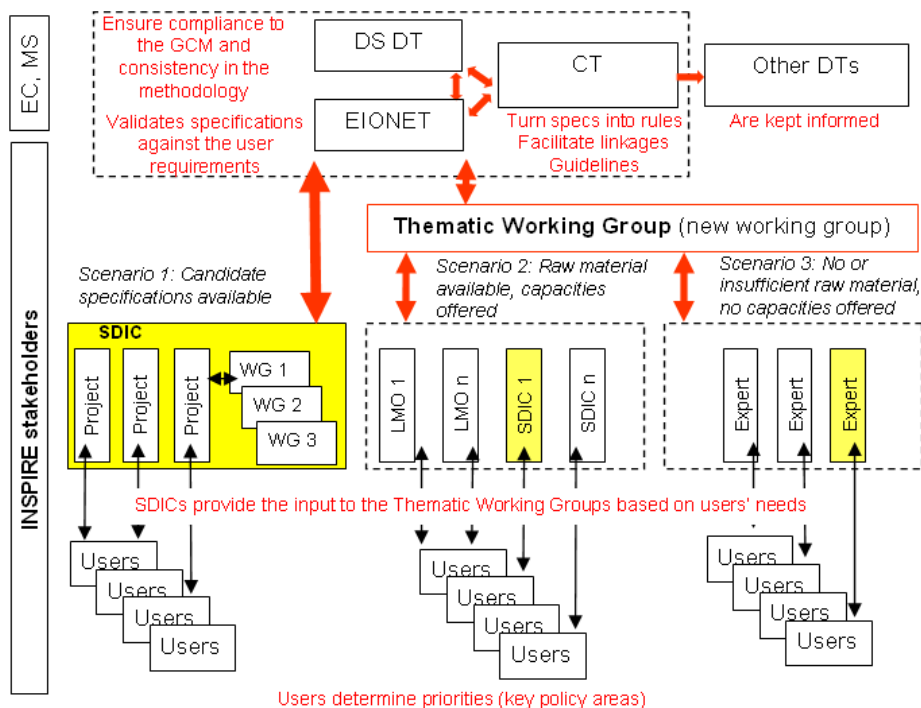 EC, MS
Ensure compliance to
the GCM and
consistency in the
methodology
Validates specifications
against the user
requirements
DS DT
EIONET
CT
Turn specs into rules
Facilitate linkages
Guidelines
Other DTs
Are kept informed
INSPIRE stakeholders
Thematic Working Group (new working group)
Scenario 1: Candidate
specifications available
Scenario 2: Raw material
available, capacities
offered
Scenario 3: No or
insufficient raw material,
no capacities offered
SDIC
Project
Project
Project
WG 1
WG 2
WG 3
LMO 1
LMO n
SDIC 1
SDIC n
Expert
Expert
Expert
SDICs provide the input to the Thematic Working Groups based on users' needs
Users
Users
Users
Users
Users
Users
Users
Users
Users
Users
Users
Users
Users determine priorities (key policy areas)